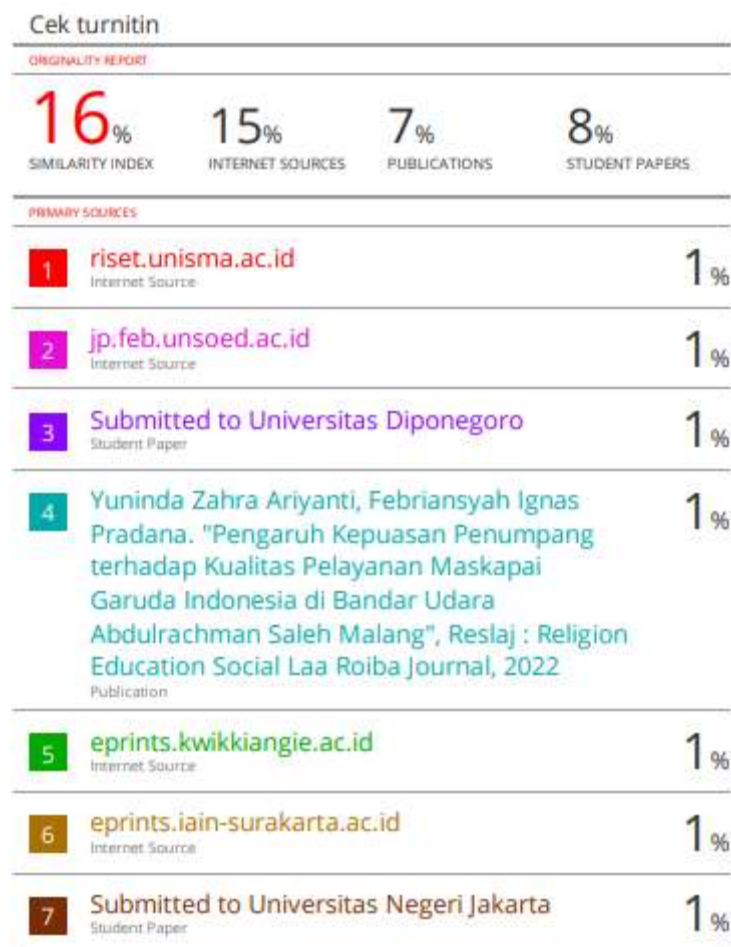 Cek turnitin
ORIGINALITY REPORT
16% 15% 7% 8%
SIMILARITY INDEX INTERNET SOURCES PUBLICATIONS STUDENT PAPERS
PRIMARY SOURCES
1 riset.unisma.ac.id 1%
Internet Source
2 jp.feb.unsoed.ac.id 1%
Internet Source
3 Submitted to Universitas Diponegoro 1%
Student Paper
4 Yuninda Zahra Ariyanti, Febriansyah Ignas 1%
Pradana. "Pengaruh Kepuasan Penumpang
terhadap Kualitas Pelayanan Maskapai
Garuda Indonesia di Bandar Udara
Abdulrachman Saleh Malang", Reslaj : Religion
Education Social Laa Roiba Journal, 2022
Publication
5 eprints.kwikkiangie.ac.id 1%
Internet Source
6 eprints.iain-surakarta.ac.id 1%
Internet Source
7 Submitted to Universitas Negeri Jakarta 1%
Student Paper